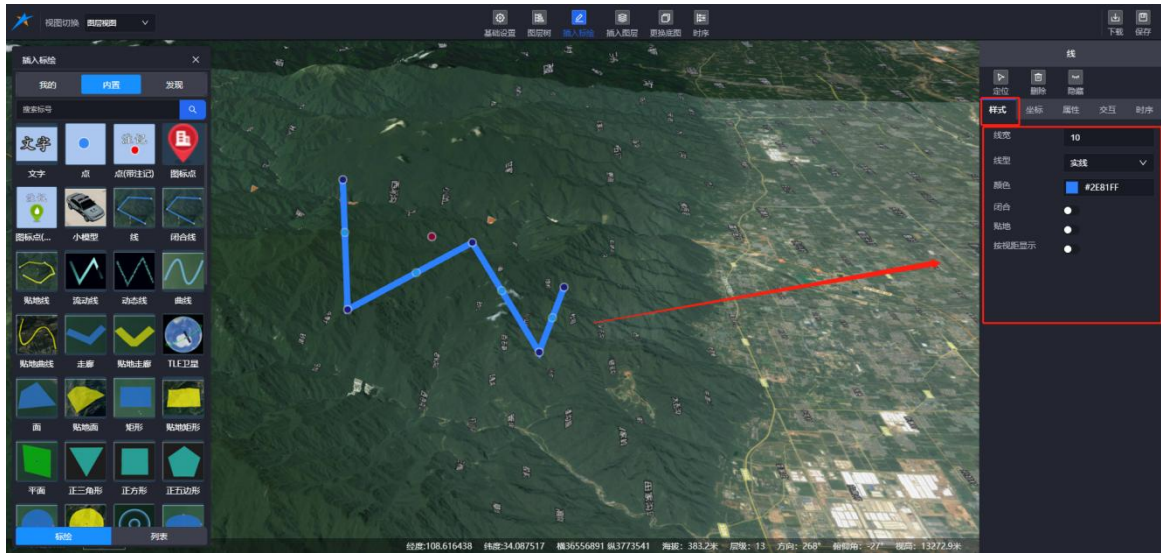 视图切换 图层视图
基础设置 图层树 插入标绘 插入图层 更换底图 时序
下载 保存
插入标绘 ×
我的 内置 发现
搜索标号
文字
文字 点 点(带注记) 图标点
图标点(... 小模型 线 闭合线
贴地线 流动线 动态线 曲线
贴地曲线 走廊 贴地走廊 TLE卫星
面 贴地面 矩形 贴地矩形
平面 正三角形 正方形 正五边形
标绘 列表
线
定位 删除 隐藏
样式 坐标 属性 交互 时序
线宽 10
线型 实线
颜色 #2E81FF
闭合
贴地
按视距显示
经度:108.616438 纬度:34.087517 横36556891 纵3773541 海拔：383.2米 层级：13 方向：268° 俯仰角：-27° 视高：13272.9米